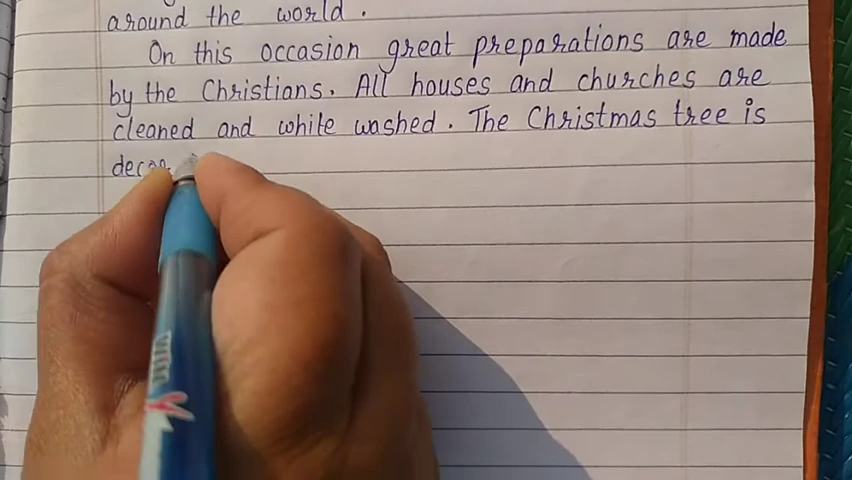 around the world.
On this occasion great preparations are made
by the Christians. All houses and churches are
cleaned and white washed. The Christmas tree is